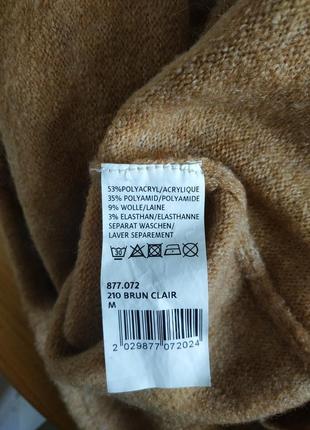 53%POLYACRYL/ACRYLIQUE
35% POLYAMID/POLYAMIDE
9% WOLLE/LAINE
3% ELASTHAN/ELASTHANNE
SEPARAT WASCHEN/
LAVER SEPAREMENT
877.072
210 BRUN CLAIR
M
2 029877 072024